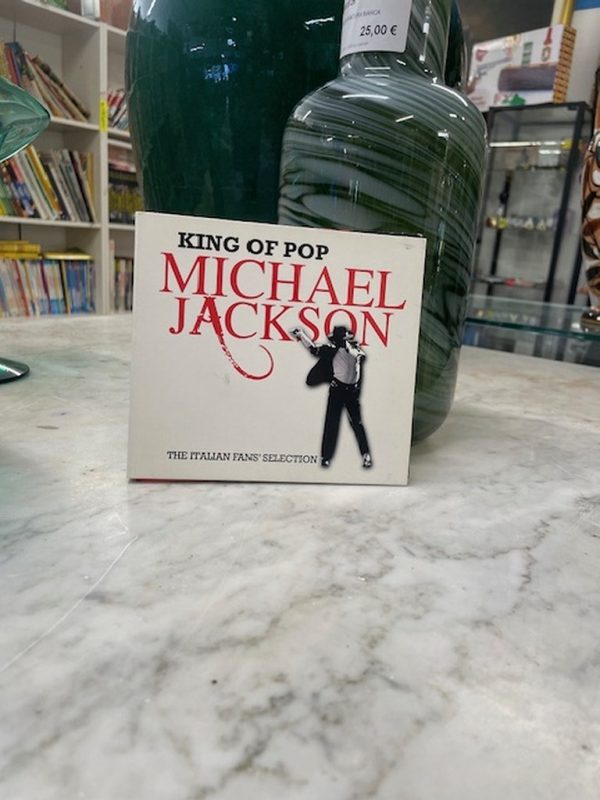 25,00 €
KING OF POP
MICHAEL
JACKSON
THE ITALIAN FANS' SELECTION